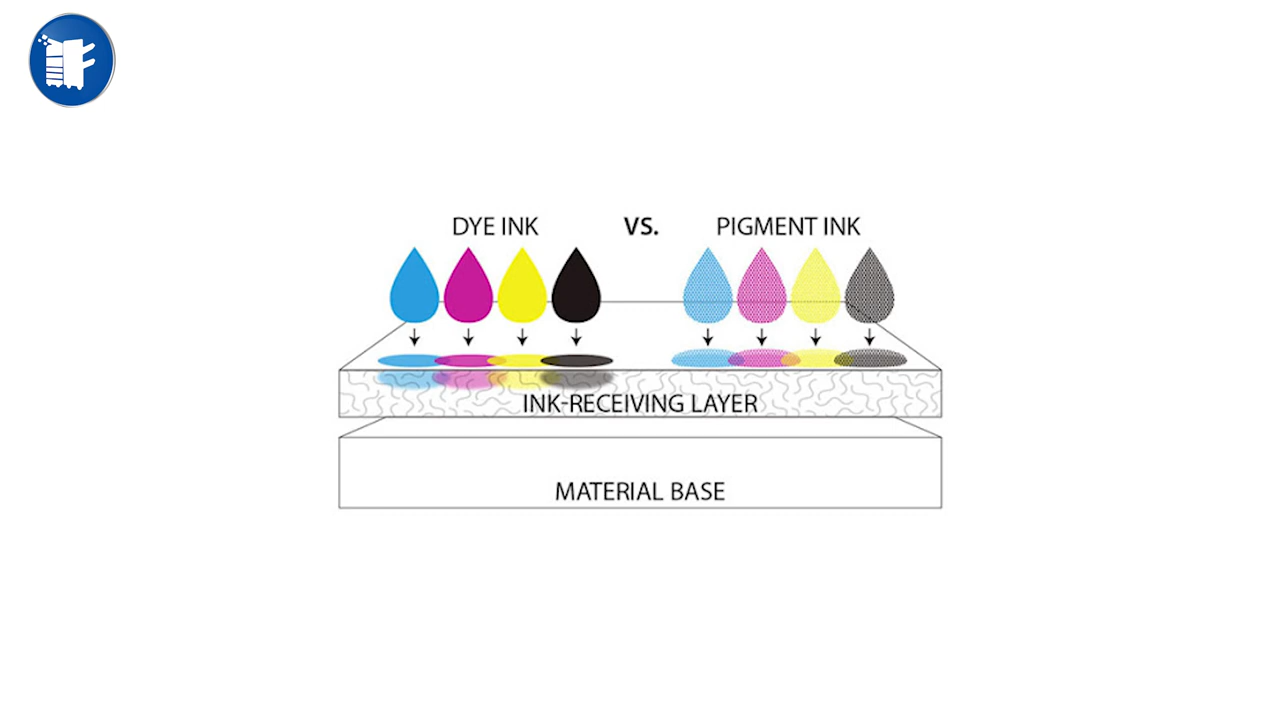 DYE INK VS. PIGMENT INK
INK-RECEIVING LAYER
MATERIAL BASE